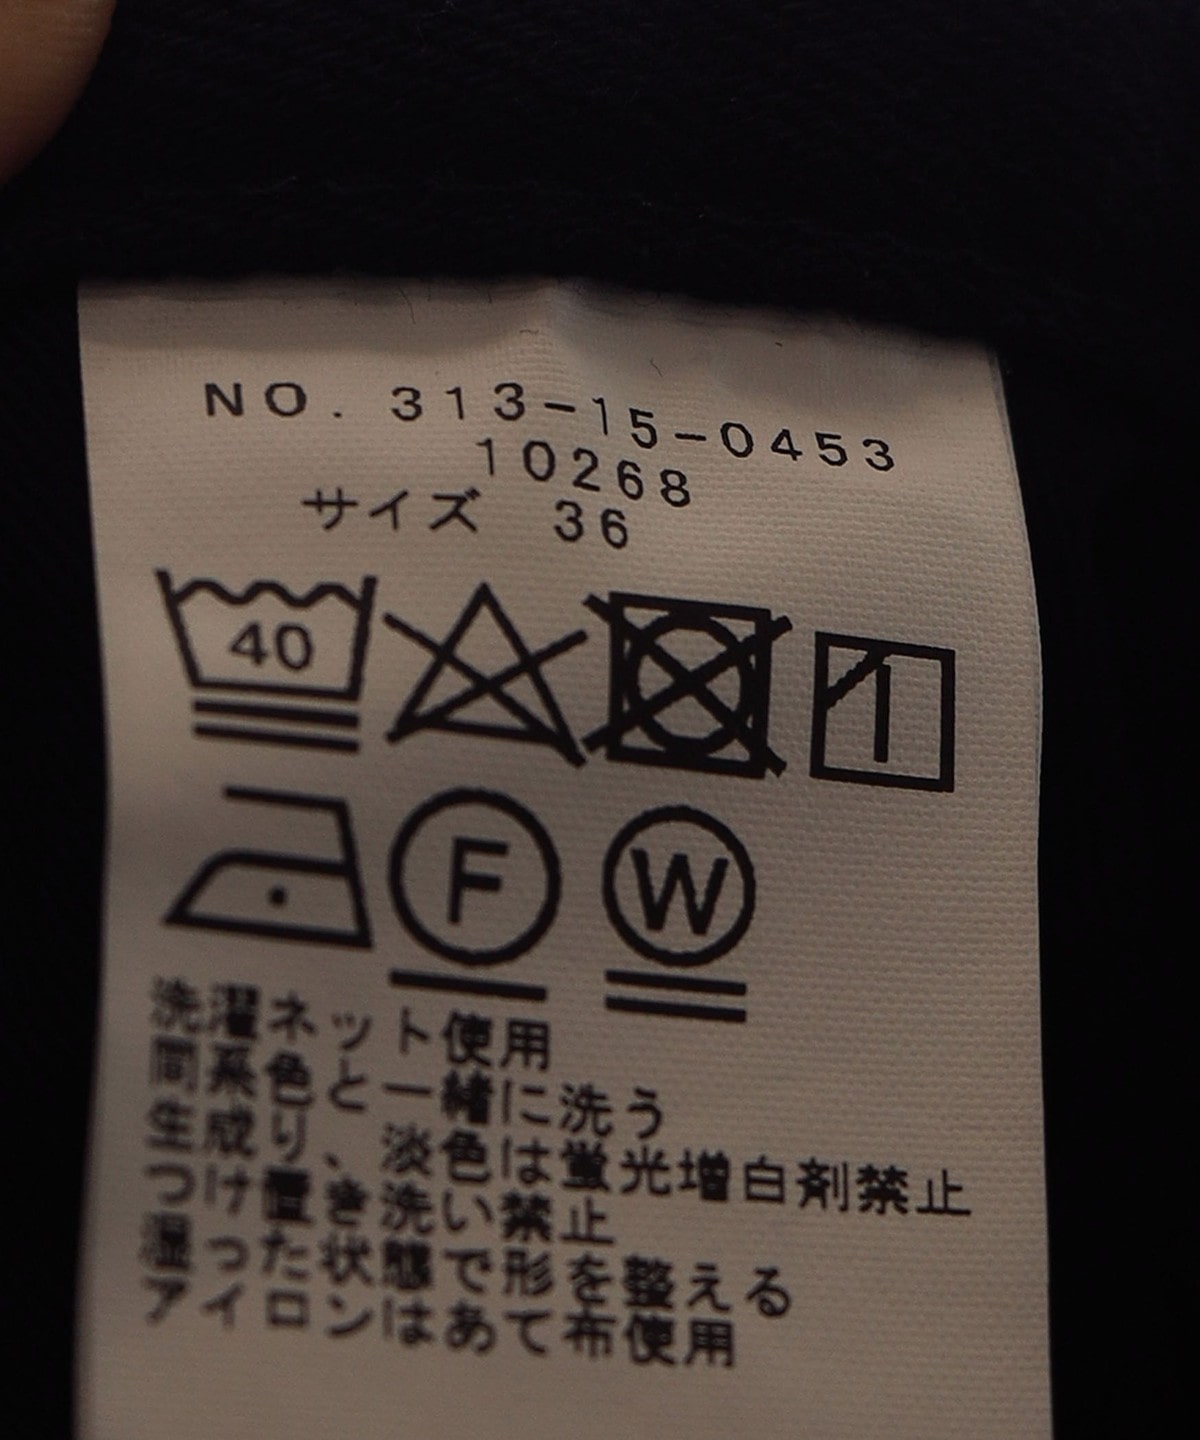 NO. 313-15-0453
10268
サイズ 36
40
F W
洗濯ネット使用
同系色と一緒に洗う
生成り、淡色は蛍光増白剤禁止
つけ置き洗い禁止
湿った状態で形を整える
アイロンはあて布使用